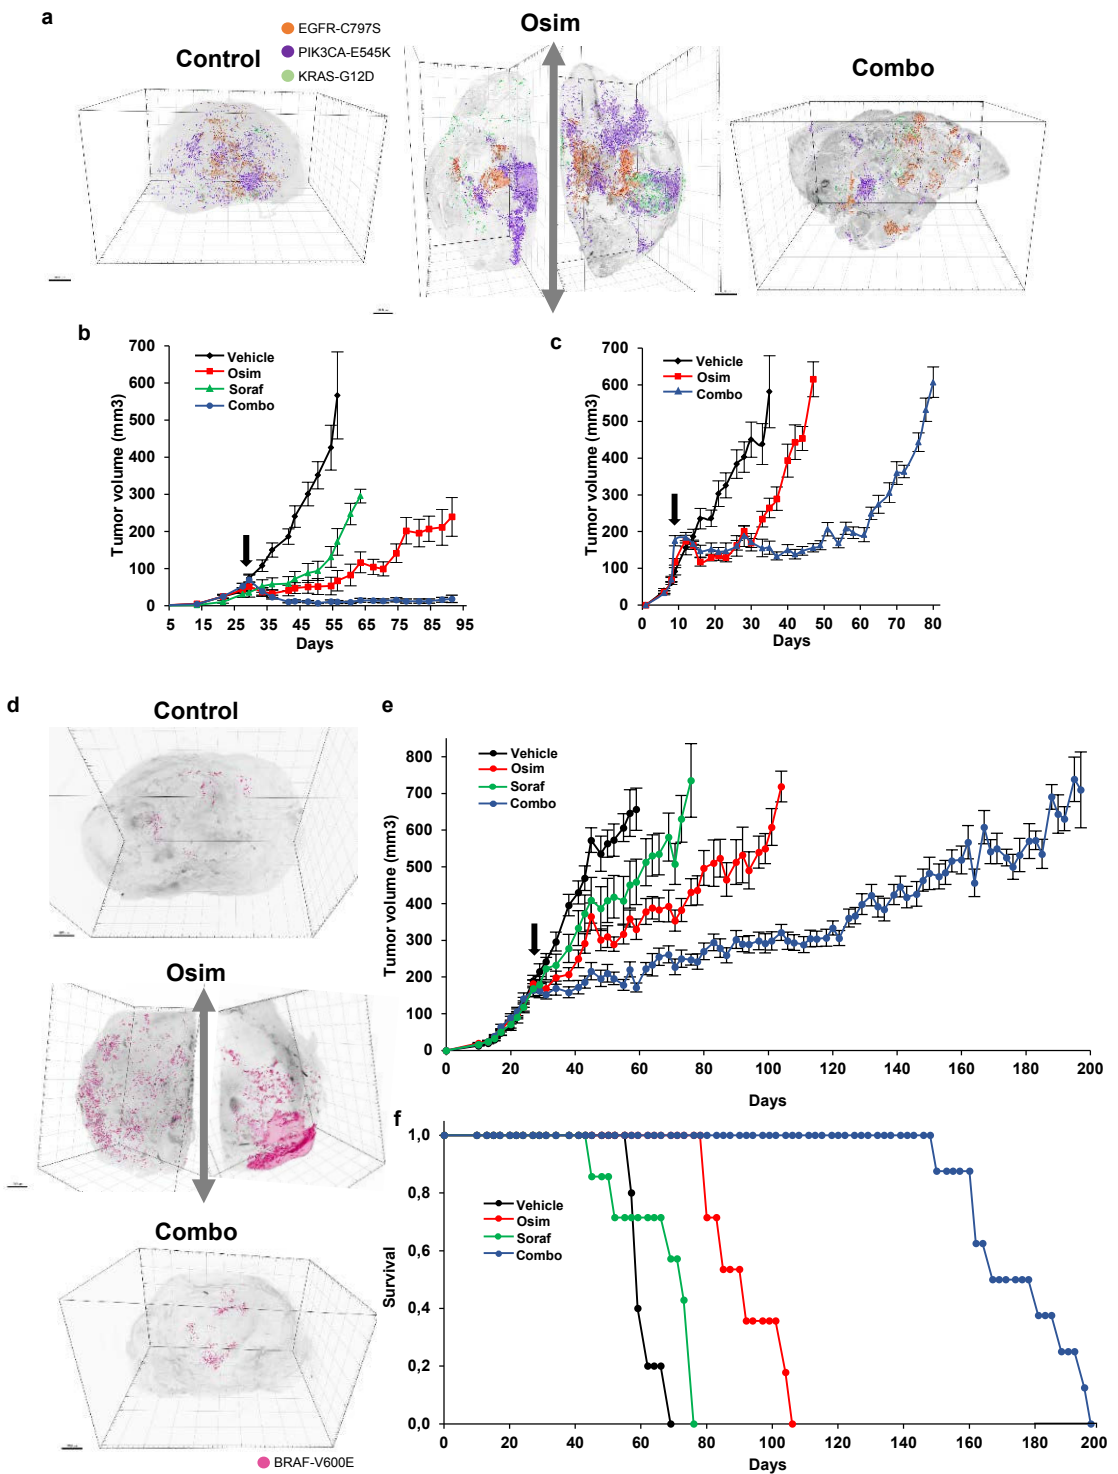 a
Control
EGFR-C797S
PIK3CA-E545K
KRAS-G12D
Osim
Combo
b
Tumor volume (mm3)
700
600
500
400
300
200
100
0
Vehicle
Osim
Soraf
Combo
5 15 25 35 45 55 65 75 85 95
Days
c
Tumor volume (mm3)
700
600
500
400
300
200
100
0
Vehicle
Osim
Combo
0 10 20 30 40 50 60 70 80
Days
d
Control
Osim
Combo
BRAF-V600E
e
Tumor volume (mm3)
800
700
600
500
400
300
200
100
0
Vehicle
Osim
Soraf
Combo
0 20 40 60 80 100 120 140 160 180 200
Days
f
Survival
1,0
0,8
0,6
0,4
0,2
0,0
Vehicle
Osim
Soraf
Combo
0 20 40 60 80 100 120 140 160 180 200
Days